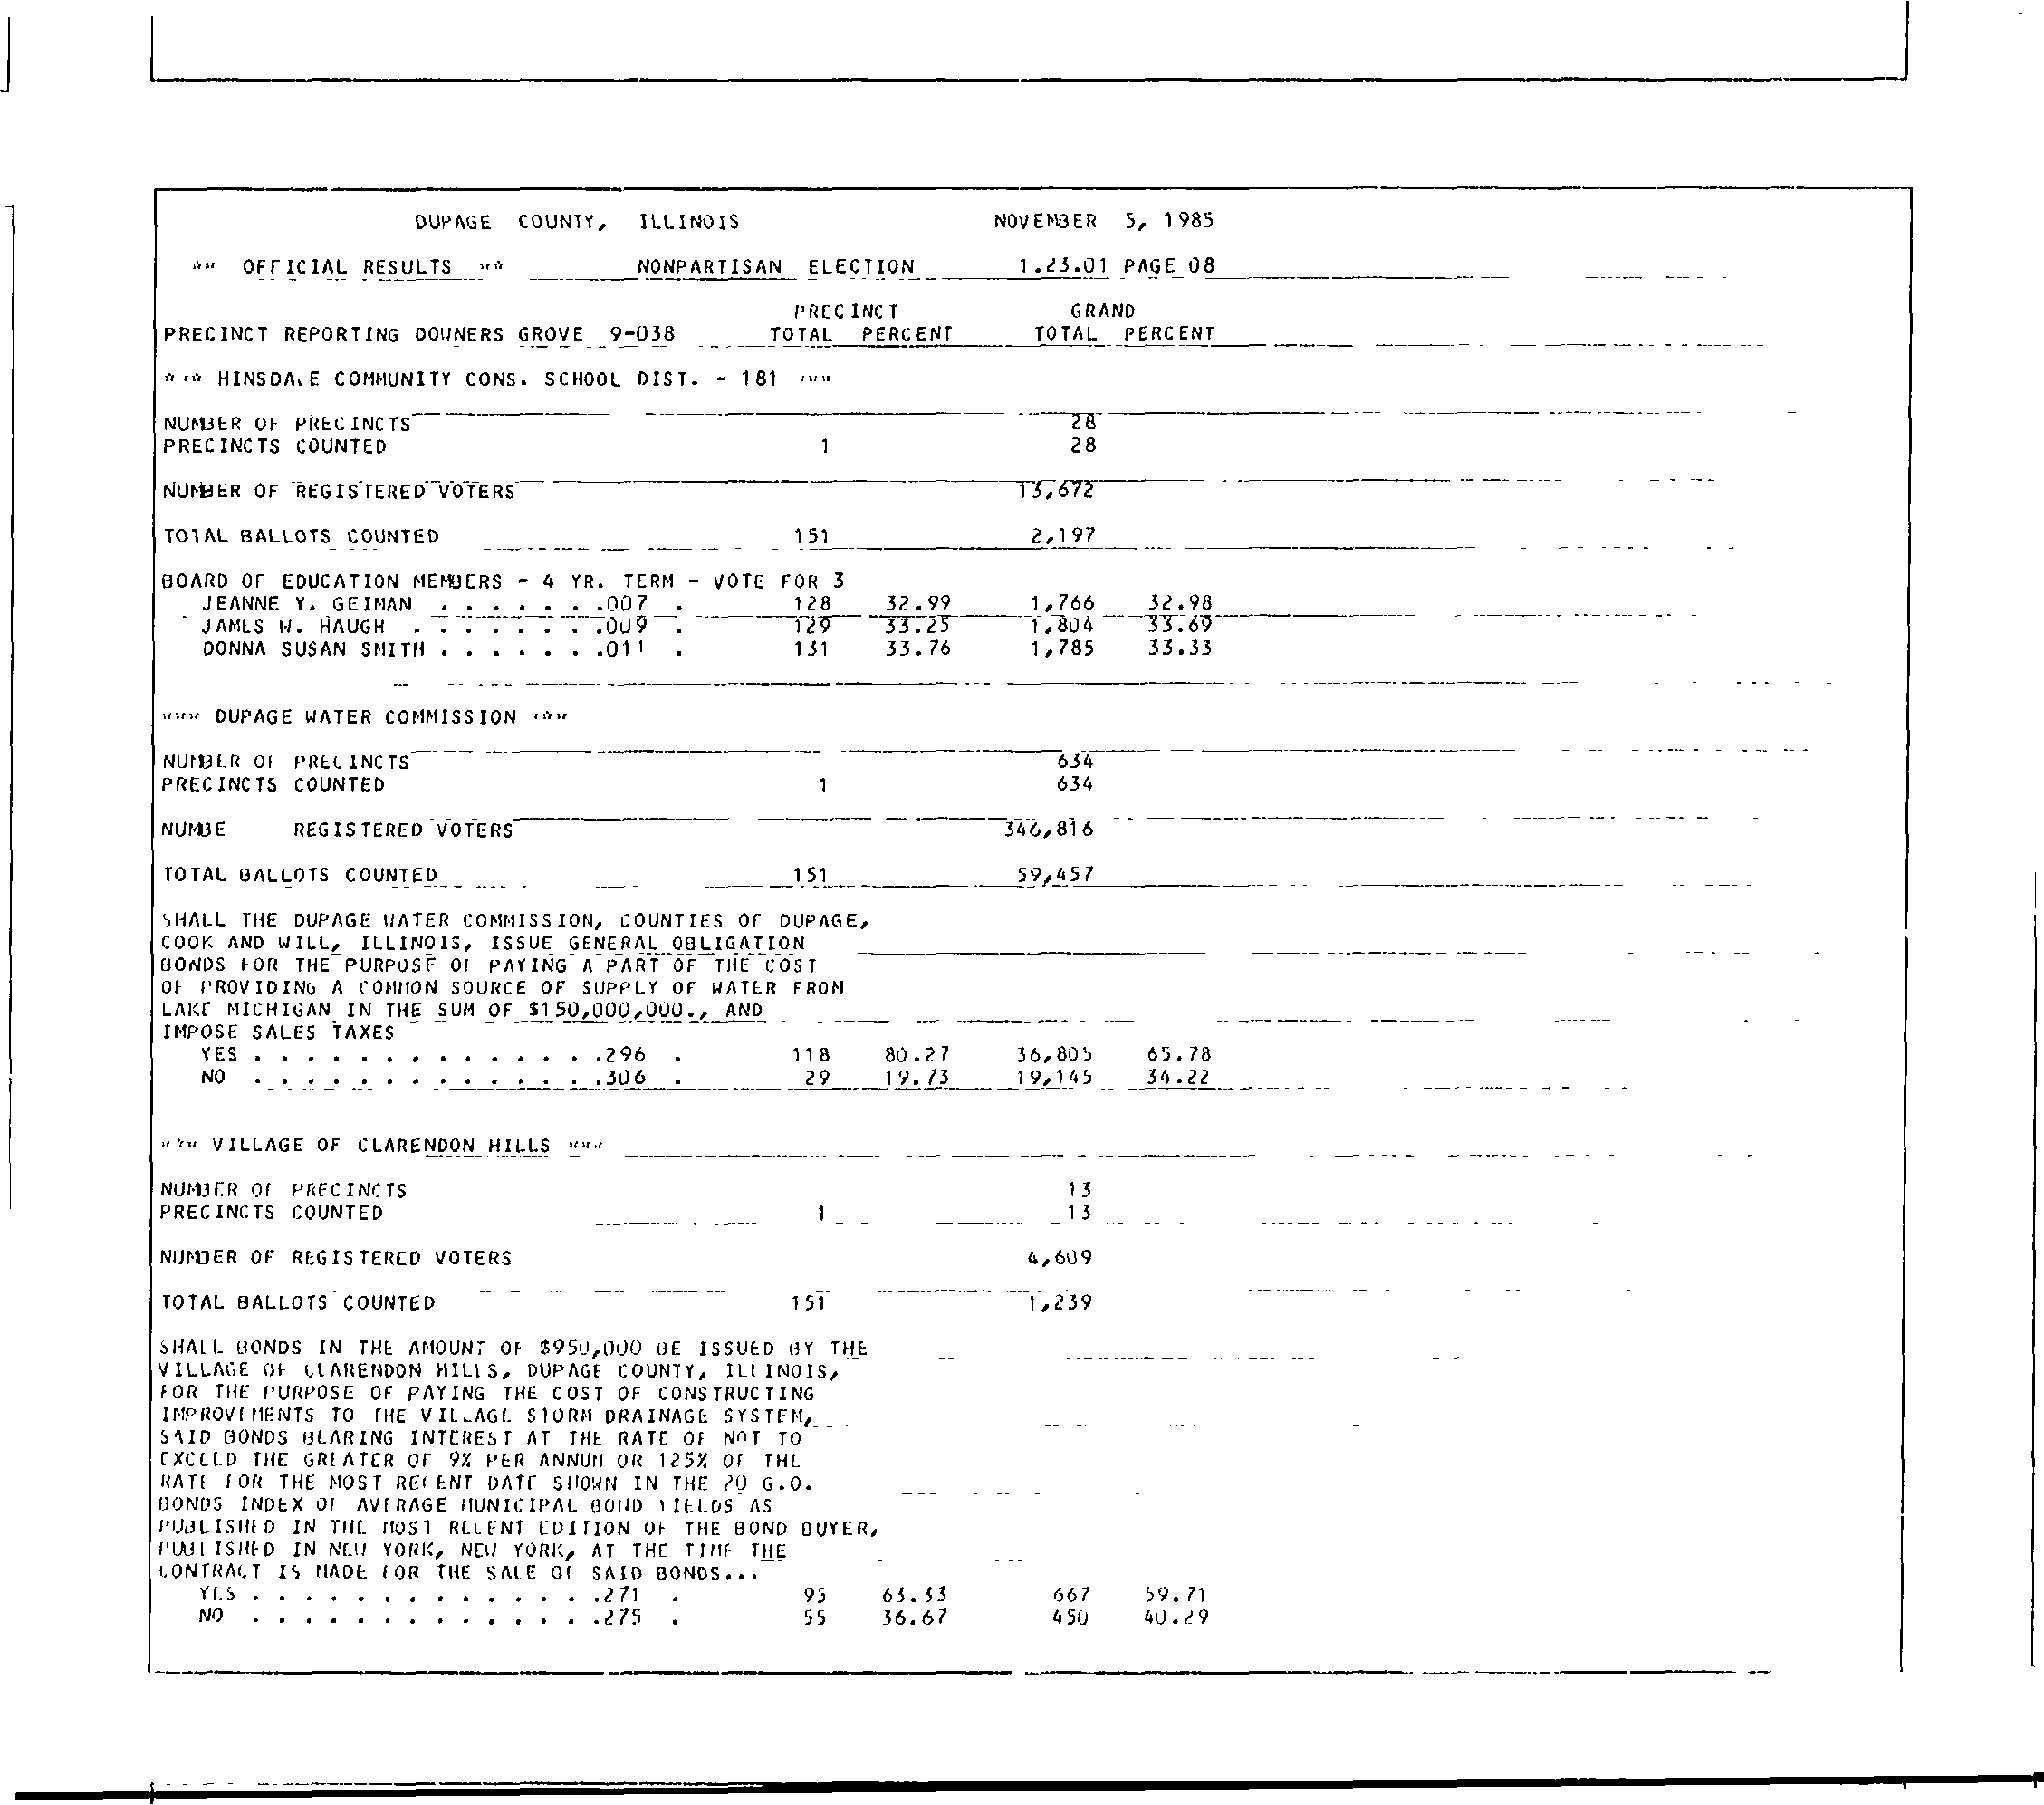 DUPAGE COUNTY, ILLINOIS NOVEMBER 5, 1985
** OFFICIAL RESULTS ** NONPARTISAN ELECTION 1.23.01 PAGE 08
PRECINCT GRAND
PRECINCT REPORTING DOWNERS GROVE 9-038 TOTAL PERCENT TOTAL PERCENT
*** HINSDALE COMMUNITY CONS. SCHOOL DIST. - 181 ***
NUMBER OF PRECINCTS 28
PRECINCTS COUNTED 1 28
NUMBER OF REGISTERED VOTERS 13,672
TOTAL BALLOTS COUNTED 151 2,197
BOARD OF EDUCATION MEMBERS - 4 YR. TERM - VOTE FOR 3
JEANNE Y. GEIMAN . . . . . . .007 . 128 32.99 1,766 32.98
JAMES W. HAUGH . . . . . . . .009 . 129 33.25 1,804 33.69
DONNA SUSAN SMITH . . . . . . .011 . 131 33.76 1,785 33.33
*** DUPAGE WATER COMMISSION ***
NUMBER OF PRECINCTS 634
PRECINCTS COUNTED 1 634
NUMBE REGISTERED VOTERS 346,816
TOTAL BALLOTS COUNTED 151 59,457
SHALL THE DUPAGE WATER COMMISSION, COUNTIES OF DUPAGE,
COOK AND WILL, ILLINOIS, ISSUE GENERAL OBLIGATION
BONDS FOR THE PURPOSE OF PAYING A PART OF THE COST
OF PROVIDING A COMMON SOURCE OF SUPPLY OF WATER FROM
LAKE MICHIGAN IN THE SUM OF $150,000,000., AND
IMPOSE SALES TAXES
YES . . . . . . . . . . . . . .296 . 118 80.27 36,805 65.78
NO . . . . . . . . . . . . . .306 . 29 19.73 19,145 34.22
*** VILLAGE OF CLARENDON HILLS ***
NUMBER OF PRECINCTS 13
PRECINCTS COUNTED 1 13
NUMBER OF REGISTERED VOTERS 4,609
TOTAL BALLOTS COUNTED 151 1,239
SHALL BONDS IN THE AMOUNT OF $950,000 BE ISSUED BY THE
VILLAGE OF CLARENDON HILLS, DUPAGE COUNTY, ILLINOIS,
FOR THE PURPOSE OF PAYING THE COST OF CONSTRUCTING
IMPROVEMENTS TO THE VILLAGE STORM DRAINAGE SYSTEM,
SAID BONDS BEARING INTEREST AT THE RATE OF NOT TO
EXCEED THE GREATER OF 9% PER ANNUM OR 125% OF THE
RATE FOR THE MOST RECENT DATE SHOWN IN THE 20 G.O.
BONDS INDEX OF AVERAGE MUNICIPAL BOND YIELDS AS
PUBLISHED IN THE MOST RECENT EDITION OF THE BOND BUYER,
PUBLISHED IN NEW YORK, NEW YORK, AT THE TIME THE
CONTRACT IS MADE FOR THE SALE OF SAID BONDS...
YES . . . . . . . . . . . . . .271 . 95 63.33 667 59.71
NO . . . . . . . . . . . . . .275 . 55 36.67 450 40.29